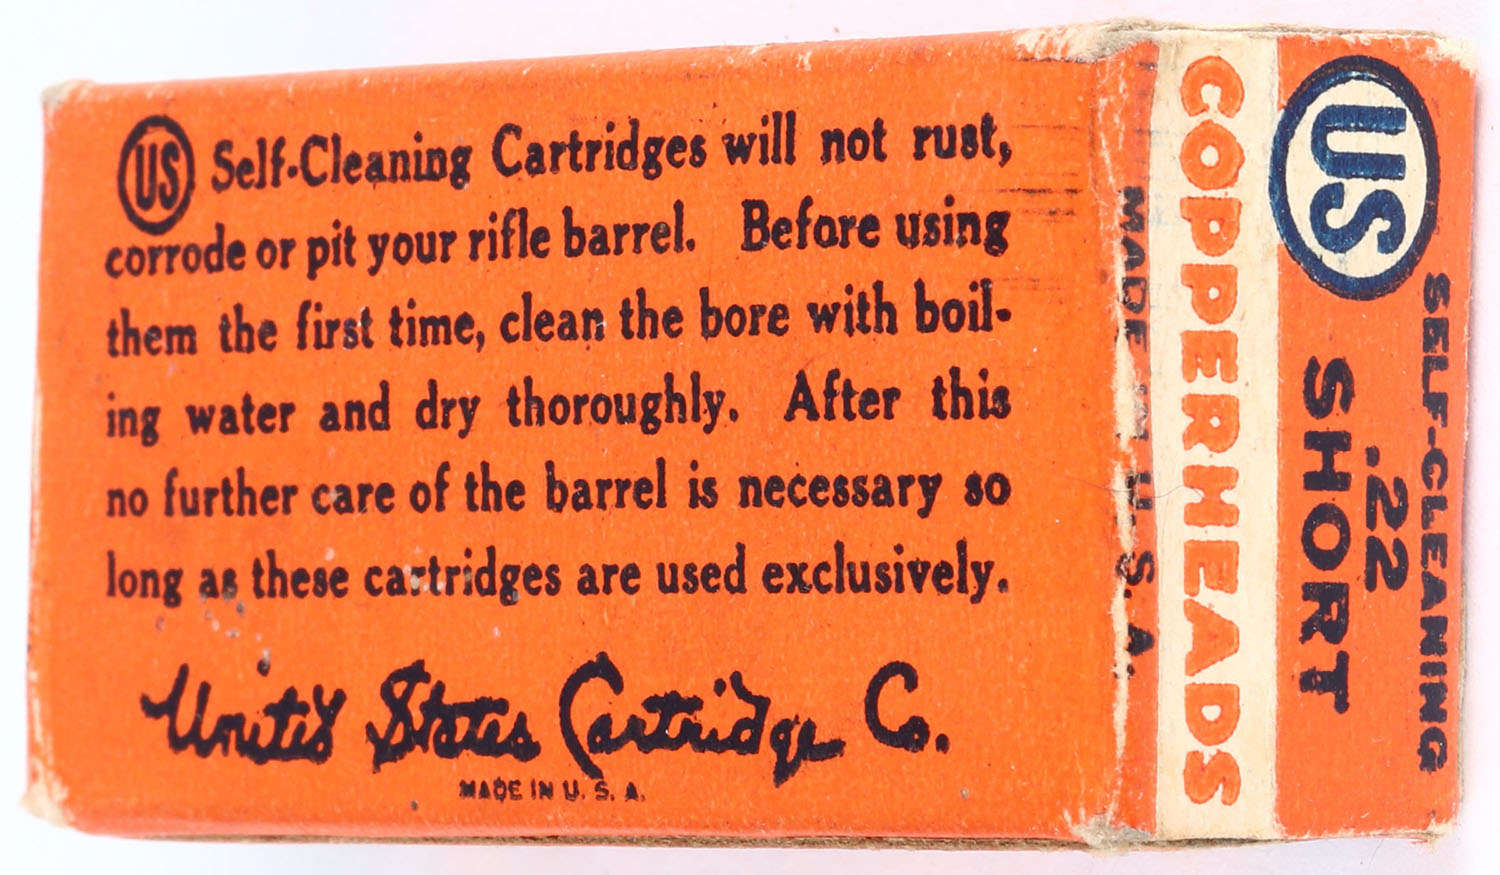 US Self-Cleaning Cartridges will not rust,
corrode or pit your rifle barrel. Before using
them the first time, clean the bore with boil-
ing water and dry thoroughly. After this
no further care of the barrel is necessary so
long as these cartridges are used exclusively.
United States Cartridge Co.
MADE IN U. S. A.
MADE IN U. S. A.
COPPERHEADS
US
.22
SHORT
SELF-CLEANING